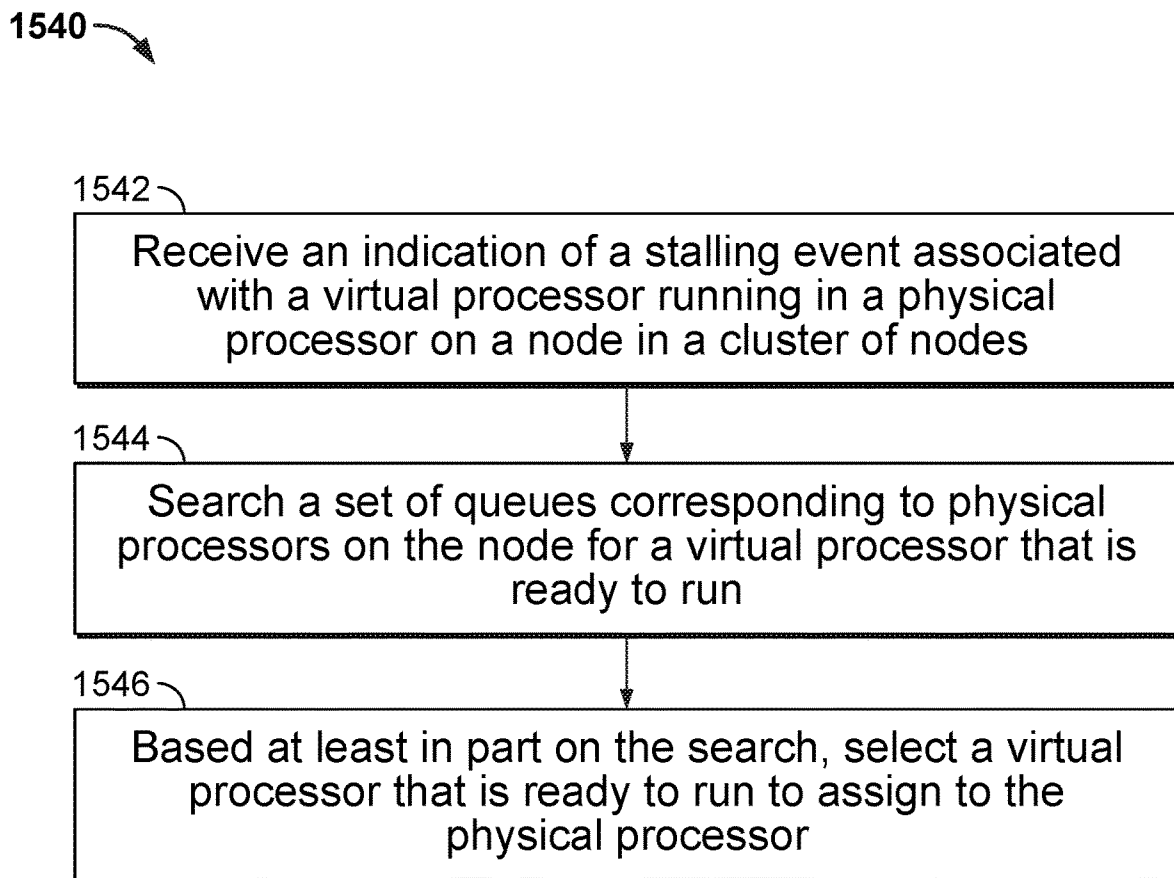 1540
1542
Receive an indication of a stalling event associated
with a virtual processor running in a physical
processor on a node in a cluster of nodes
1544
Search a set of queues corresponding to physical
processors on the node for a virtual processor that is
ready to run
1546
Based at least in part on the search, select a virtual
processor that is ready to run to assign to the
physical processor